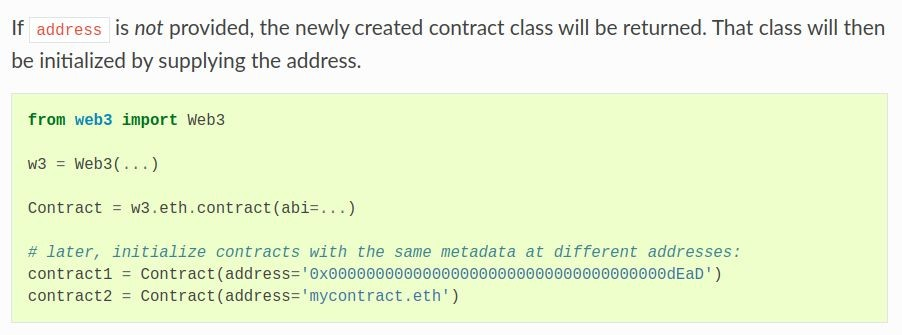 If address is not provided, the newly created contract class will be returned. That class will then
be initialized by supplying the address.
from web3 import Web3
w3 = Web3(...)
Contract = w3.eth.contract(abi=...)
# later, initialize contracts with the same metadata at different addresses:
contract1 = Contract(address='0x000000000000000000000000000000000000dEaD')
contract2 = Contract(address='mycontract.eth')